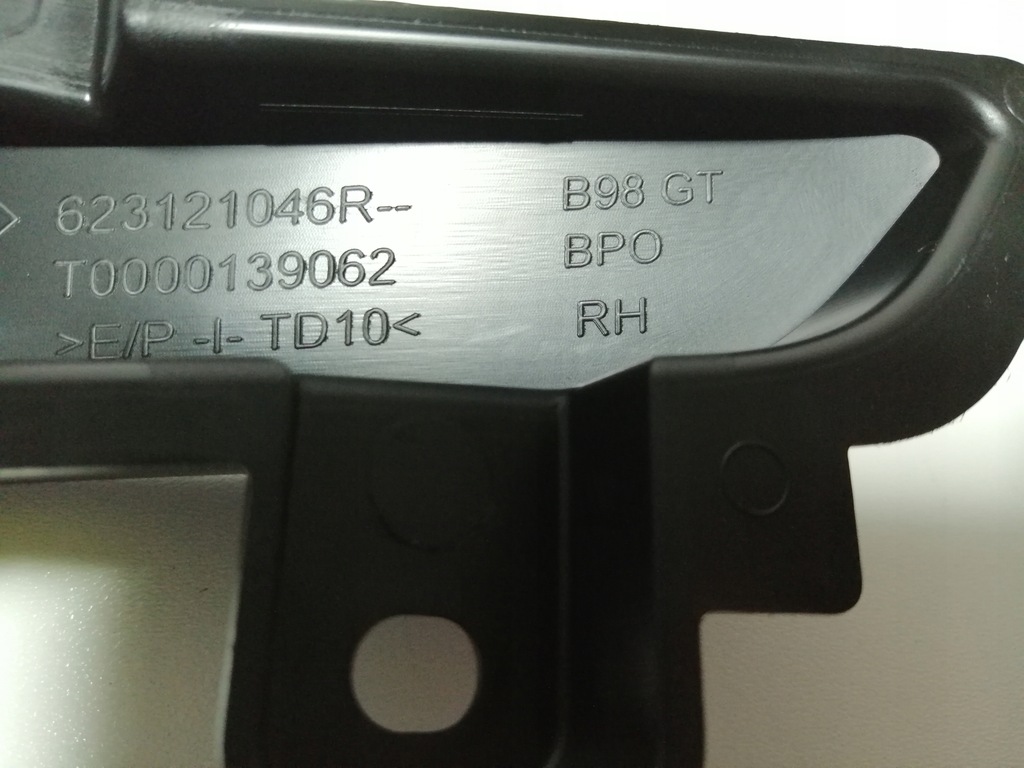 623121046R--
T0000139062
>E/P -I- TD10<
B98 GT
BPO
RH